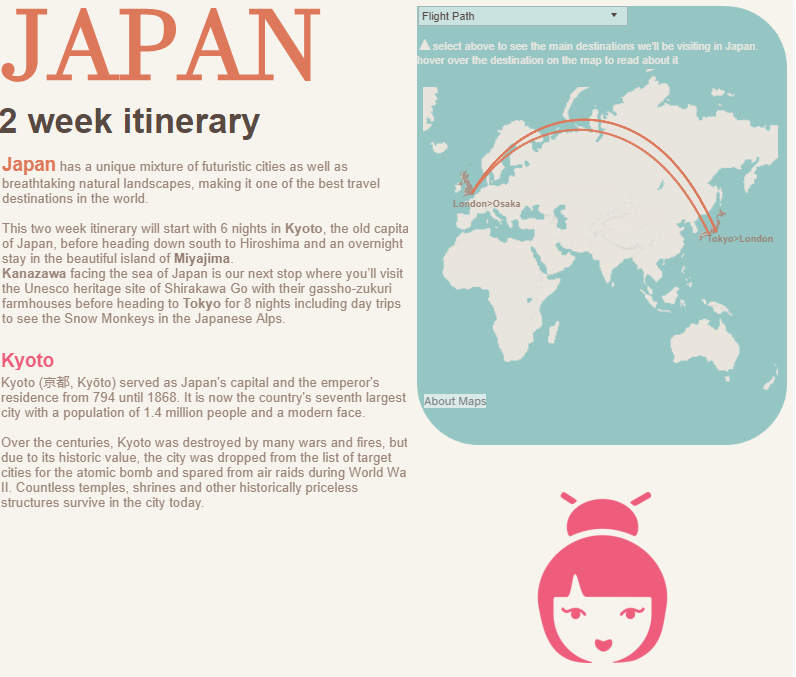 JAPAN
2 week itinerary
Japan has a unique mixture of futuristic cities as well as
breathtaking natural landscapes, making it one of the best travel
destinations in the world.
This two week itinerary will start with 6 nights in Kyoto, the old capita
of Japan, before heading down south to Hiroshima and an overnight
stay in the beautiful island of Miyajima.
Kanazawa facing the sea of Japan is our next stop where you'll visit
the Unesco heritage site of Shirakawa Go with their gassho-zukuri
farmhouses before heading to Tokyo for 8 nights including day trips
to see the Snow Monkeys in the Japanese Alps.
Kyoto
Kyoto (京都, Kyōto) served as Japan's capital and the emperor's
residence from 794 until 1868. It is now the country's seventh largest
city with a population of 1.4 million people and a modern face.
Over the centuries, Kyoto was destroyed by many wars and fires, but
due to its historic value, the city was dropped from the list of target
cities for the atomic bomb and spared from air raids during World Wa
II. Countless temples, shrines and other historically priceless
structures survive in the city today.
Flight Path
select above to see the main destinations we'll be visiting in Japan.
hover over the destination on the map to read about it
London>Osaka
Tokyo>London
About Maps